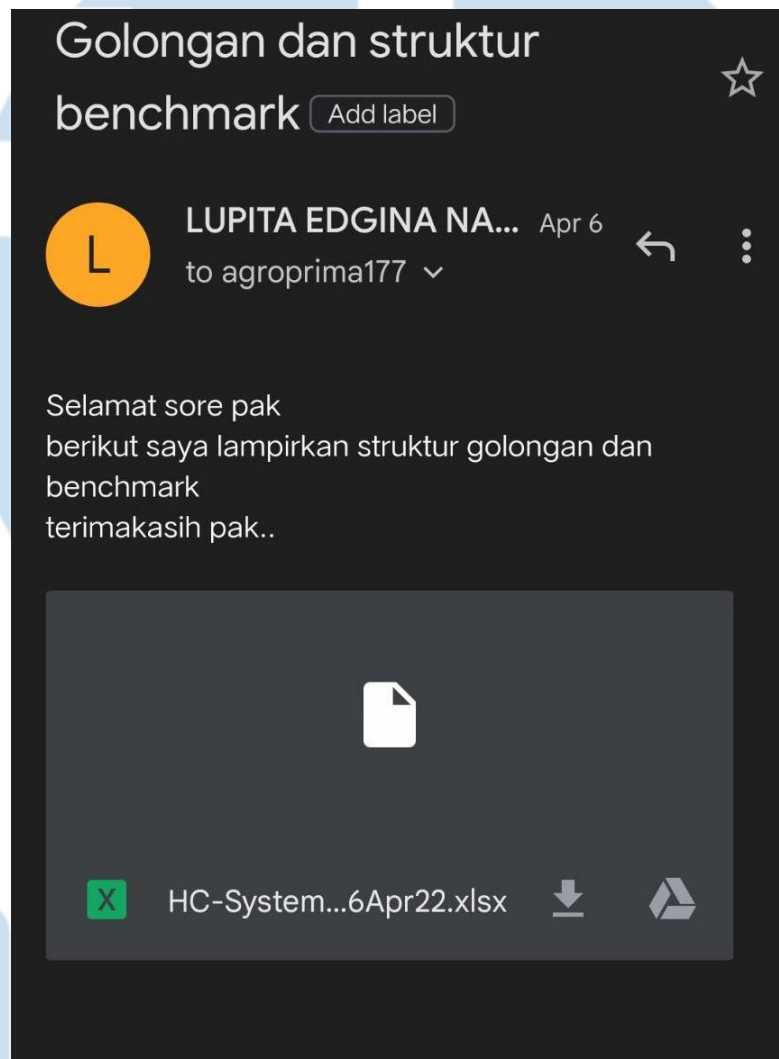 Golongan dan struktur
benchmark Add label
L
LUPITA EDGINA NA... Apr 6
to agroprima177
Selamat sore pak
berikut saya lampirkan struktur golongan dan
benchmark
terimakasih pak..
X HC-System...6Apr22.xlsx